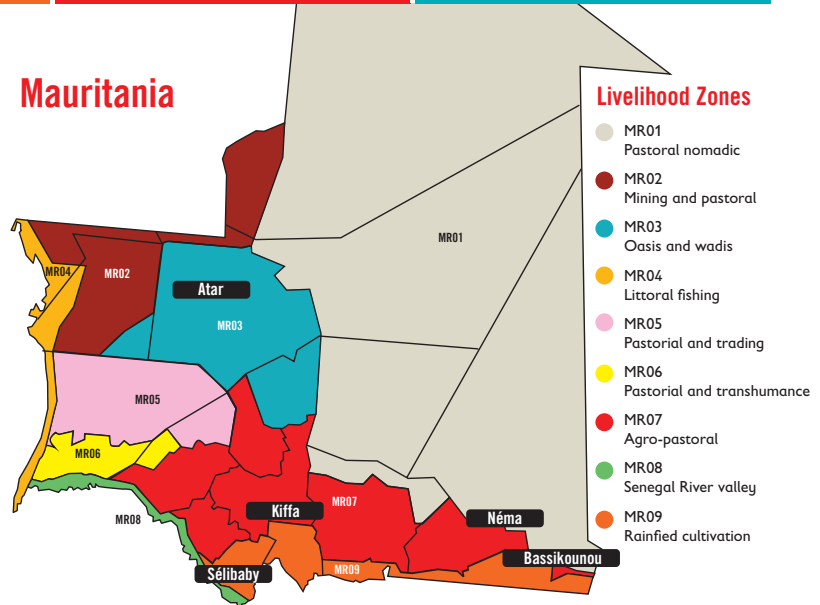 Mauritania
Livelihood Zones
MR01
Pastoral nomadic
MR02
Mining and pastoral
MR03
Oasis and wadis
MR04
Littoral fishing
MR05
Pastorial and trading
MR06
Pastorial and transhumance
MR07
Agro-pastoral
MR08
Senegal River valley
MR09
Rainfied cultivation
MR01
MR04
MR02
Atar
MR03
MR05
MR06
MR07
Kiffa
MR08
Néma
Bassikounou
MR09
Sélibaby